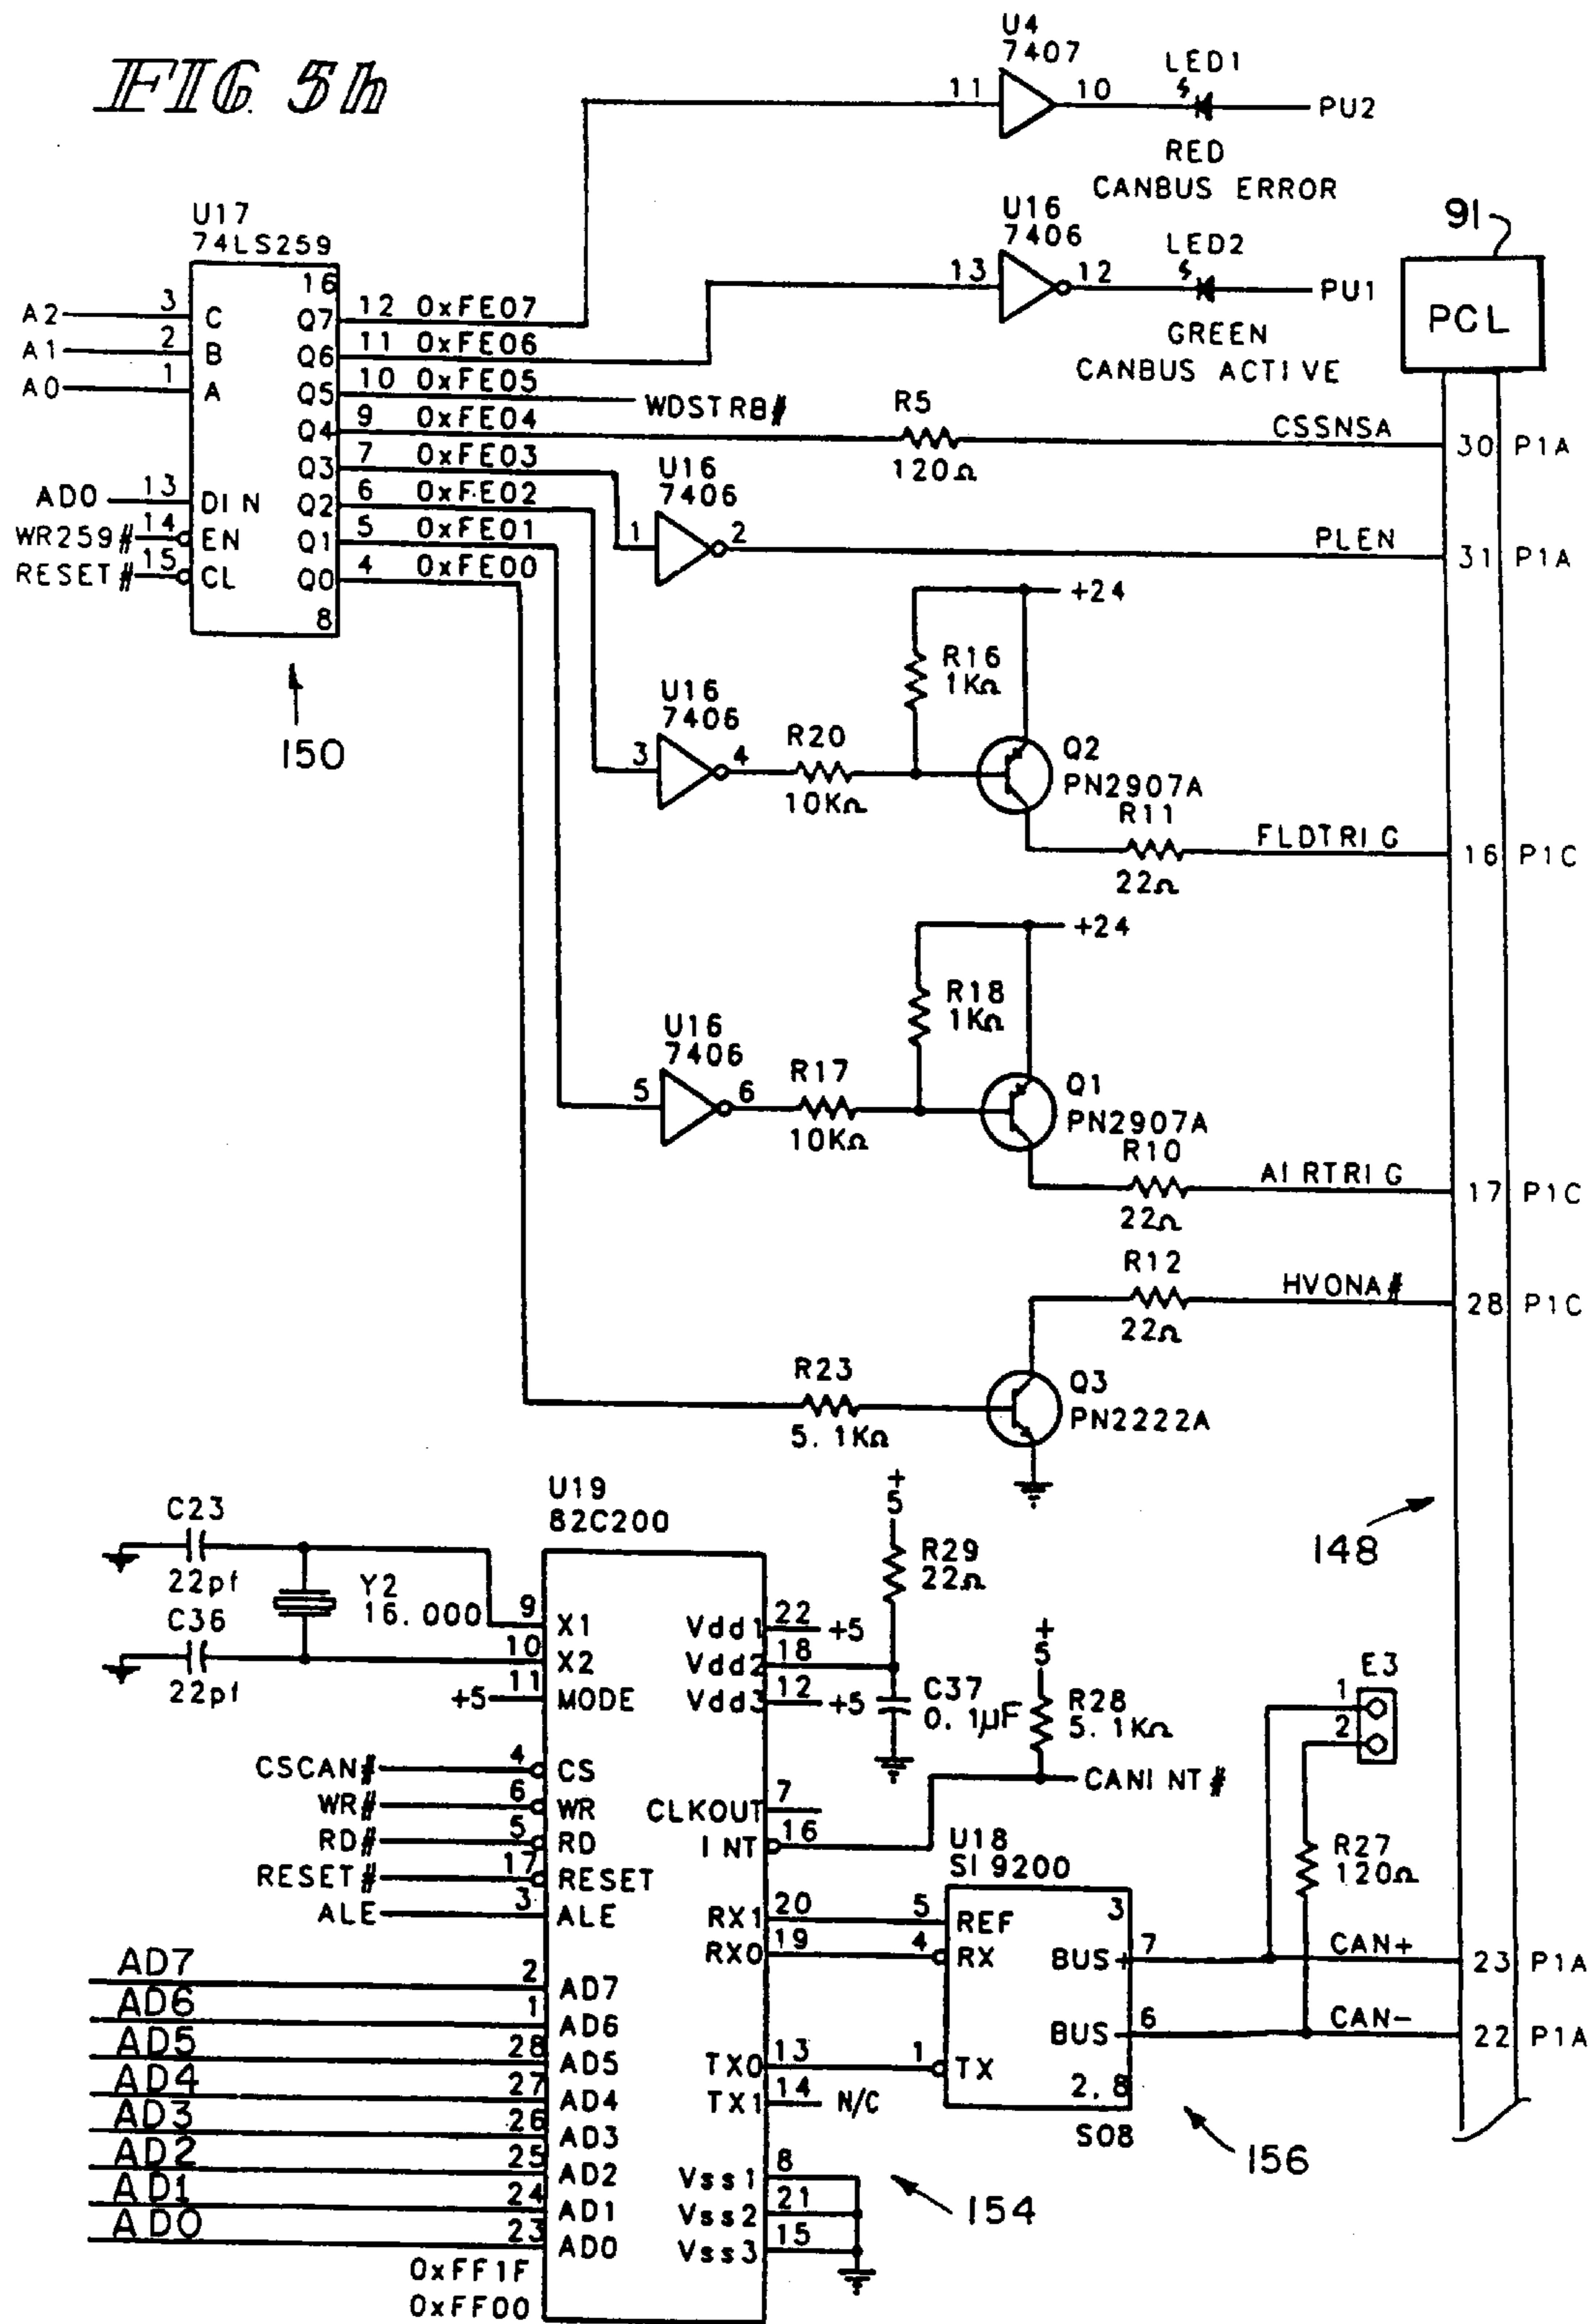 FIG. 5h
U4
7407
11
10
LED1
PU2
RED
CANBUS ERROR
U16
7406
13
12
LED2
PU1
GREEN
CANBUS ACTIVE
91
PCL
U17
74LS259
16
A2
3
C
Q7
12
0xFE07
A1
2
B
Q6
11
0xFE06
A0
1
A
Q5
10
0xFE05
WDSTRB#
Q4
9
0xFE04
R5
120Ω
CSSNSA
30
P1A
Q3
7
0xFE03
AD0
13
DIN
Q2
6
0xFE02
WR259#
14
EN
Q1
5
0xFE01
RESET#
15
CL
Q0
4
0xFE00
8
150
U16
7406
1
2
PLEN
31
P1A
+24
R16
1KΩ
U16
7406
3
4
R20
10KΩ
Q2
PN2907A
R11
22Ω
FLDTRIG
16
P1C
+24
R18
1KΩ
U16
7406
5
6
R17
10KΩ
Q1
PN2907A
R10
22Ω
AIRTRIG
17
P1C
R12
22Ω
HVONA#
28
P1C
R23
5.1KΩ
Q3
PN2222A
148
U19
82C200
C23
22pf
Y2
16.000
C36
22pf
9
X1
10
X2
+5
11
MODE
Vdd1
22
+5
Vdd2
18
Vdd3
12
+5
+
5
R29
22Ω
C37
0.1µF
+
5
R28
5.1KΩ
CANINT#
E3
1
2
CSCAN#
4
CS
WR#
6
WR
RD#
5
RD
RESET#
17
RESET
ALE
3
ALE
CLKOUT
7
INT
16
U18
SI9200
R27
120Ω
RX1
20
5
REF
3
RX0
19
4
RX
BUS+
7
CAN+
23
P1A
BUS-
6
CAN-
22
P1A
TX0
13
1
TX
2,8
TX1
14
N/C
SO8
156
AD7
2
AD7
AD6
1
AD6
AD5
28
AD5
AD4
27
AD4
AD3
26
AD3
AD2
25
AD2
AD1
24
AD1
AD0
23
AD0
Vss1
8
Vss2
21
Vss3
15
154
0xFF1F
0xFF00